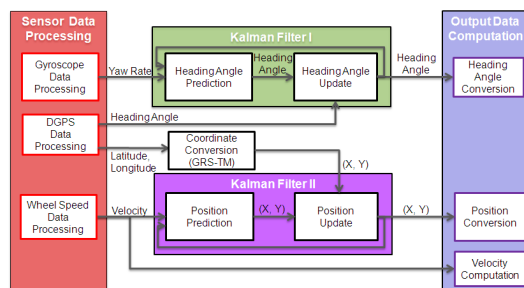 Sensor Data
Processing
Kalman Filter I
Output Data
Computation
Gyroscope
Data
Processing
Yaw Rate
Heading Angle
Prediction
Heading
Angle
Heading Angle
Update
Heading
Angle
Heading
Angle
Conversion
DGPS
Data
Processing
Heading Angle
Latitude,
Longitude
Coordinate
Conversion
(GRS-TM)
(X, Y)
Kalman Filter II
Wheel Speed
Data
Processing
Velocity
Position
Prediction
(X, Y)
Position
Update
(X, Y)
Position
Conversion
Velocity
Computation